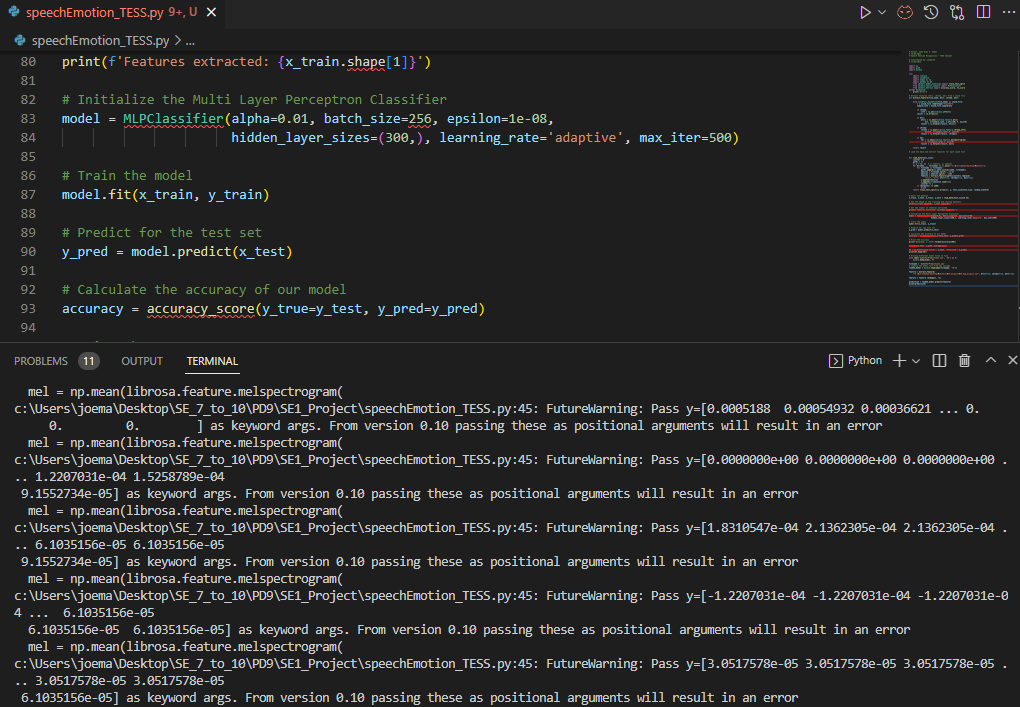 speechEmotion_TESS.py 9+, U
speechEmotion_TESS.py > ...
80 print(f'Features extracted: {x_train.shape[1]}')
81
82 # Initialize the Multi Layer Perceptron Classifier
83 model = MLPClassifier(alpha=0.01, batch_size=256, epsilon=1e-08,
84 hidden_layer_sizes=(300,), learning_rate='adaptive', max_iter=500)
85
86 # Train the model
87 model.fit(x_train, y_train)
88
89 # Predict for the test set
90 y_pred = model.predict(x_test)
91
92 # Calculate the accuracy of our model
93 accuracy = accuracy_score(y_true=y_test, y_pred=y_pred)
94
PROBLEMS 11 OUTPUT TERMINAL Python
mel = np.mean(librosa.feature.melspectrogram(
c:\Users\joema\Desktop\SE_7_to_10\PD9\SE1_Project\speechEmotion_TESS.py:45: FutureWarning: Pass y=[0.0005188 0.00054932 0.00036621 ... 0.
0. 0. ] as keyword args. From version 0.10 passing these as positional arguments will result in an error
mel = np.mean(librosa.feature.melspectrogram(
c:\Users\joema\Desktop\SE_7_to_10\PD9\SE1_Project\speechEmotion_TESS.py:45: FutureWarning: Pass y=[0.0000000e+00 0.0000000e+00 0.0000000e+00 .
.. 1.2207031e-04 1.5258789e-04
9.1552734e-05] as keyword args. From version 0.10 passing these as positional arguments will result in an error
mel = np.mean(librosa.feature.melspectrogram(
c:\Users\joema\Desktop\SE_7_to_10\PD9\SE1_Project\speechEmotion_TESS.py:45: FutureWarning: Pass y=[1.8310547e-04 2.1362305e-04 2.1362305e-04 .
.. 6.1035156e-05 6.1035156e-05
9.1552734e-05] as keyword args. From version 0.10 passing these as positional arguments will result in an error
mel = np.mean(librosa.feature.melspectrogram(
c:\Users\joema\Desktop\SE_7_to_10\PD9\SE1_Project\speechEmotion_TESS.py:45: FutureWarning: Pass y=[-1.2207031e-04 -1.2207031e-04 -1.2207031e-0
4 ... 6.1035156e-05
6.1035156e-05 6.1035156e-05] as keyword args. From version 0.10 passing these as positional arguments will result in an error
mel = np.mean(librosa.feature.melspectrogram(
c:\Users\joema\Desktop\SE_7_to_10\PD9\SE1_Project\speechEmotion_TESS.py:45: FutureWarning: Pass y=[3.0517578e-05 3.0517578e-05 3.0517578e-05 .
.. 3.0517578e-05 3.0517578e-05
6.1035156e-05] as keyword args. From version 0.10 passing these as positional arguments will result in an error